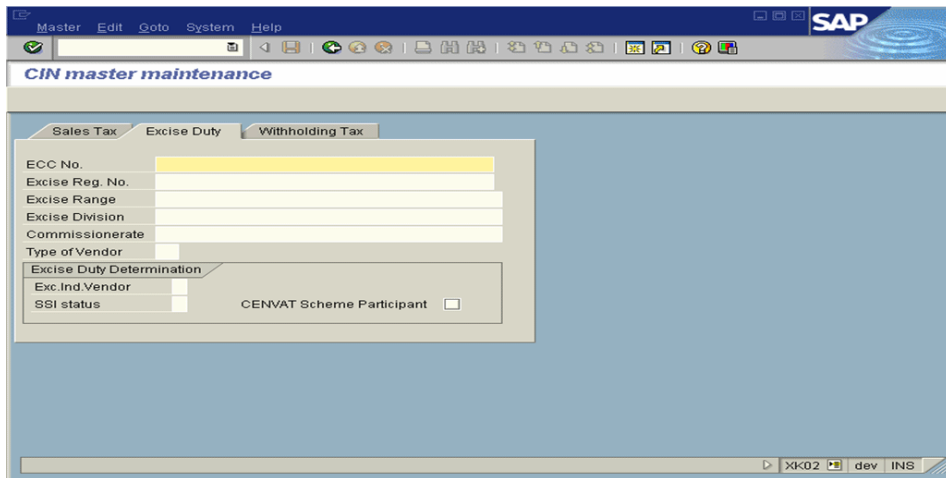 Master Edit Goto System Help
SAP
CIN master maintenance
Sales Tax Excise Duty Withholding Tax
ECC No.
Excise Reg. No.
Excise Range
Excise Division
Commissionerate
Type of Vendor
Excise Duty Determination
Exc.Ind.Vendor
SSI status CENVAT Scheme Participant
XK02 dev INS